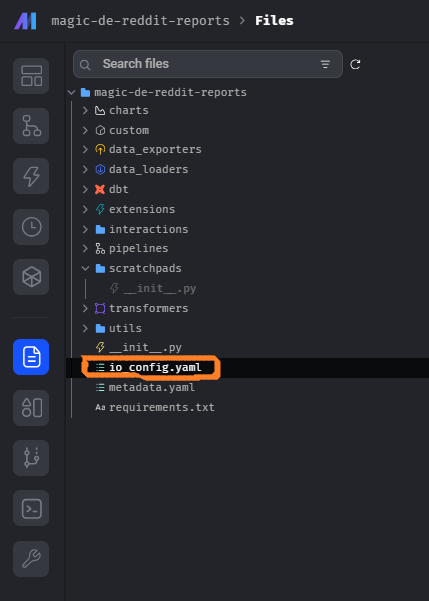 magic-de-reddit-reports > Files
Search files
magic-de-reddit-reports
charts
custom
data_exporters
data_loaders
dbt
extensions
interactions
pipelines
scratchpads
__init__.py
transformers
utils
__init__.py
io_config.yaml
metadata.yaml
Aa requirements.txt